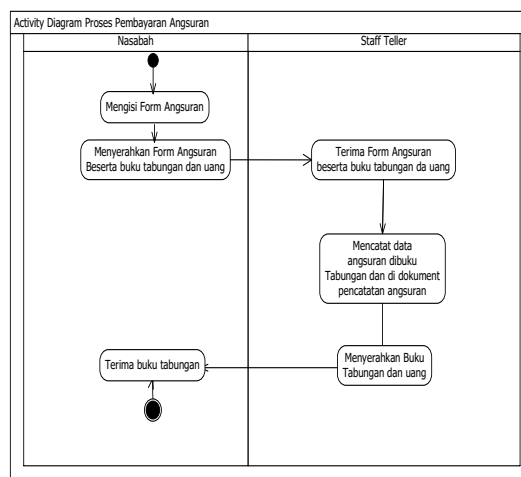 Activity Diagram Proses Pembayaran Angsuran
Nasabah
Staff Teller
Mengisi Form Angsuran
Menyerahkan Form Angsuran
Beserta buku tabungan dan uang
Terima Form Angsuran
beserta buku tabungan da uang
Mencatat data
angsuran dibuku
Tabungan dan di dokument
pencatatan angsuran
Menyerahkan Buku
Tabungan dan uang
Terima buku tabungan